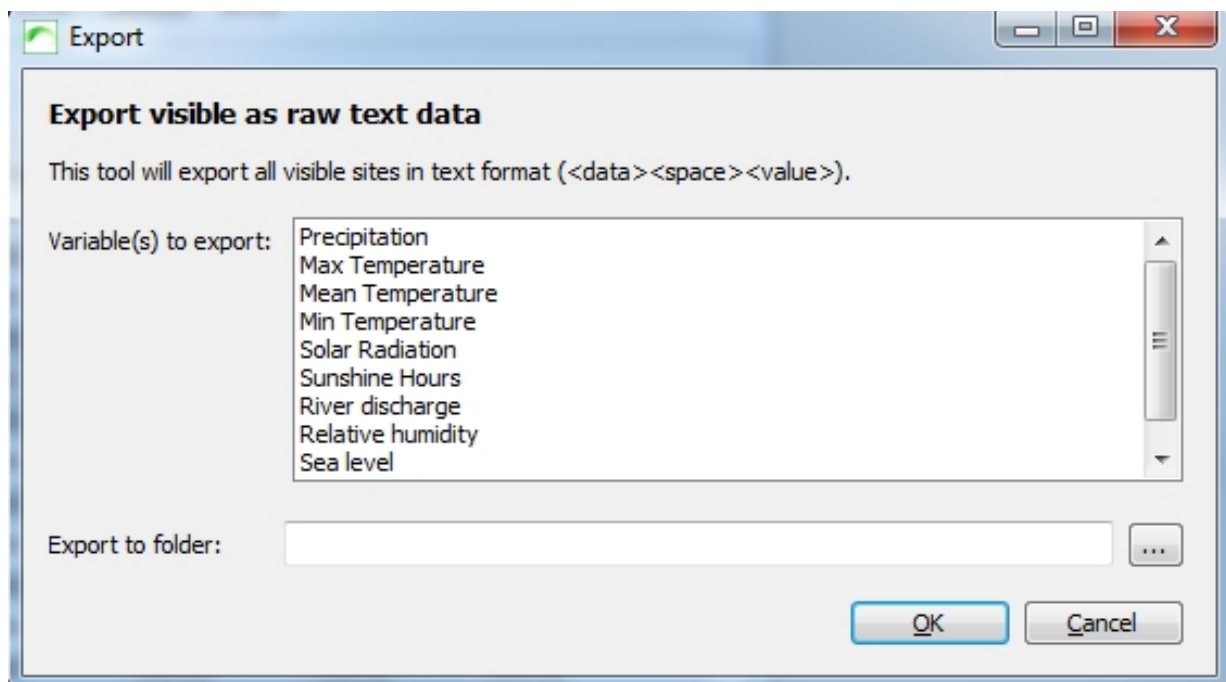 Export
Export visible as raw text data
This tool will export all visible sites in text format (<data><space><value>).
Variable(s) to export:
Precipitation
Max Temperature
Mean Temperature
Min Temperature
Solar Radiation
Sunshine Hours
River discharge
Relative humidity
Sea level
Export to folder:
...
OK
Cancel